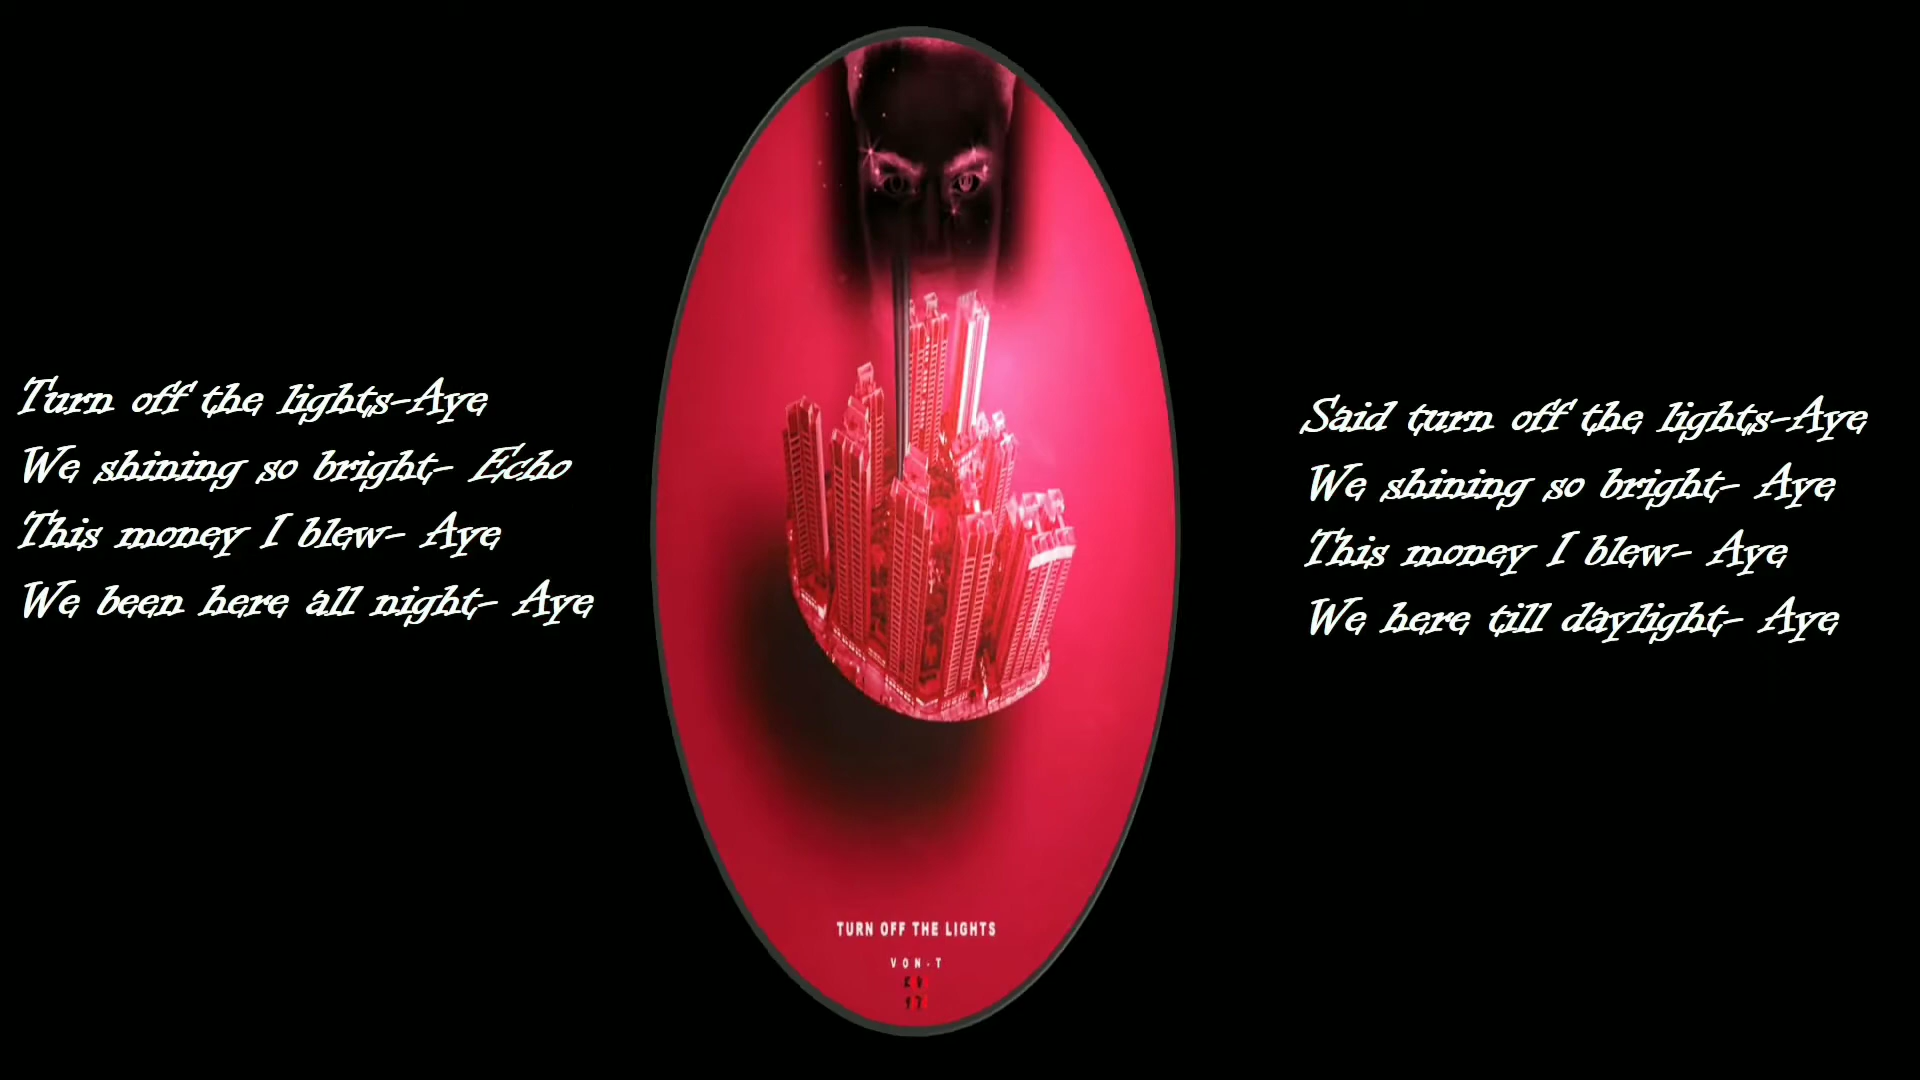 Turn off the lights-Aye
We shining so bright- Echo
This money I blew- Aye
We been here all night- Aye
Said turn off the lights-Aye
We shining so bright- Aye
This money I blew- Aye
We here till daylight- Aye
TURN OFF THE LIGHTS
VON-T